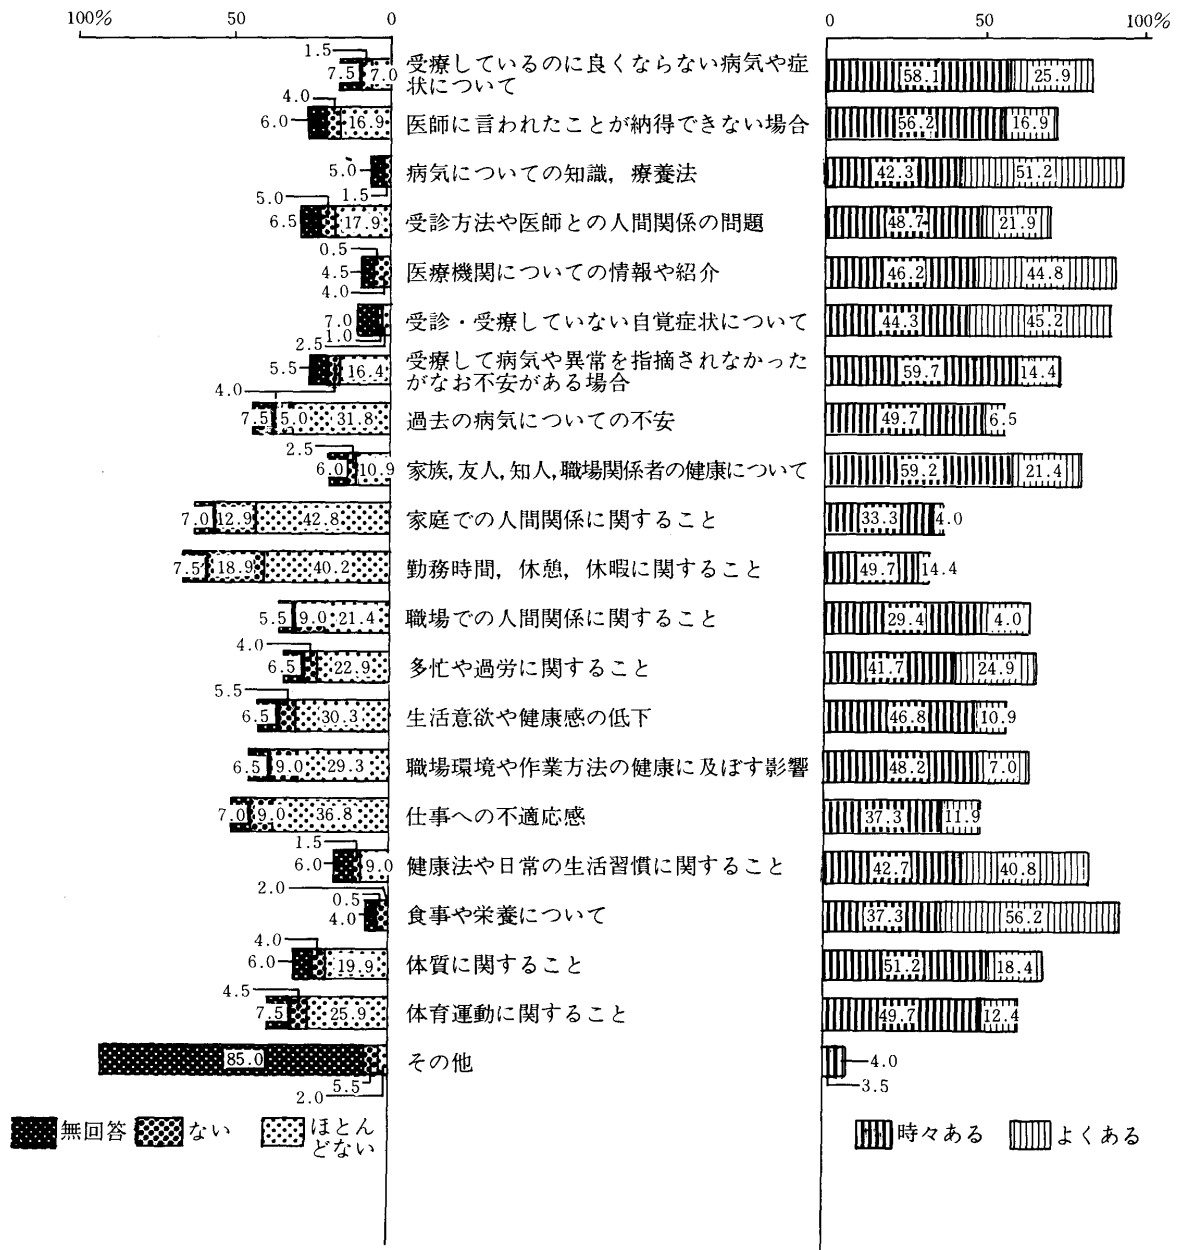 100% 50 0 0 50 100%
1.5
7.5 7.0 受療しているのに良くならない病気や症 58.1 25.9
状について
4.0
6.0 16.9 医師に言われたことが納得できない場合 56.2 16.9
5.0 病気についての知識，療養法 42.3 51.2
1.5
5.0
6.5 17.9 受診方法や医師との人間関係の問題 48.7 21.9
0.5
4.5 医療機関についての情報や紹介 46.2 44.8
4.0
7.0 受診・受療していない自覚症状について 44.3 45.2
1.0
2.5
5.5 16.4 受療して病気や異常を指摘されなかった 59.7 14.4
がなお不安がある場合
4.0
7.5 5.0 31.8 過去の病気についての不安 49.7 6.5
2.5
6.0 10.9 家族,友人,知人,職場関係者の健康について 59.2 21.4
7.0 12.9 42.8 家庭での人間関係に関すること 33.3 4.0
7.5 18.9 40.2 勤務時間，休憩，休暇に関すること 49.7 14.4
5.5 9.0 21.4 職場での人間関係に関すること 29.4 4.0
4.0
6.5 22.9 多忙や過労に関すること 41.7 24.9
5.5
6.5 30.3 生活意欲や健康感の低下 46.8 10.9
6.5 9.0 29.3 職場環境や作業方法の健康に及ぼす影響 48.2 7.0
7.0 9.0 36.8 仕事への不適応感 37.3 11.9
1.5
6.0 9.0 健康法や日常の生活習慣に関すること 42.7 40.8
2.0
0.5
4.0 食事や栄養について 37.3 56.2
4.0
6.0 19.9 体質に関すること 51.2 18.4
4.5
7.5 25.9 体育運動に関すること 49.7 12.4
85.0 その他 4.0
5.5 3.5
2.0
無回答 ない ほとん 時々ある よくある
どない